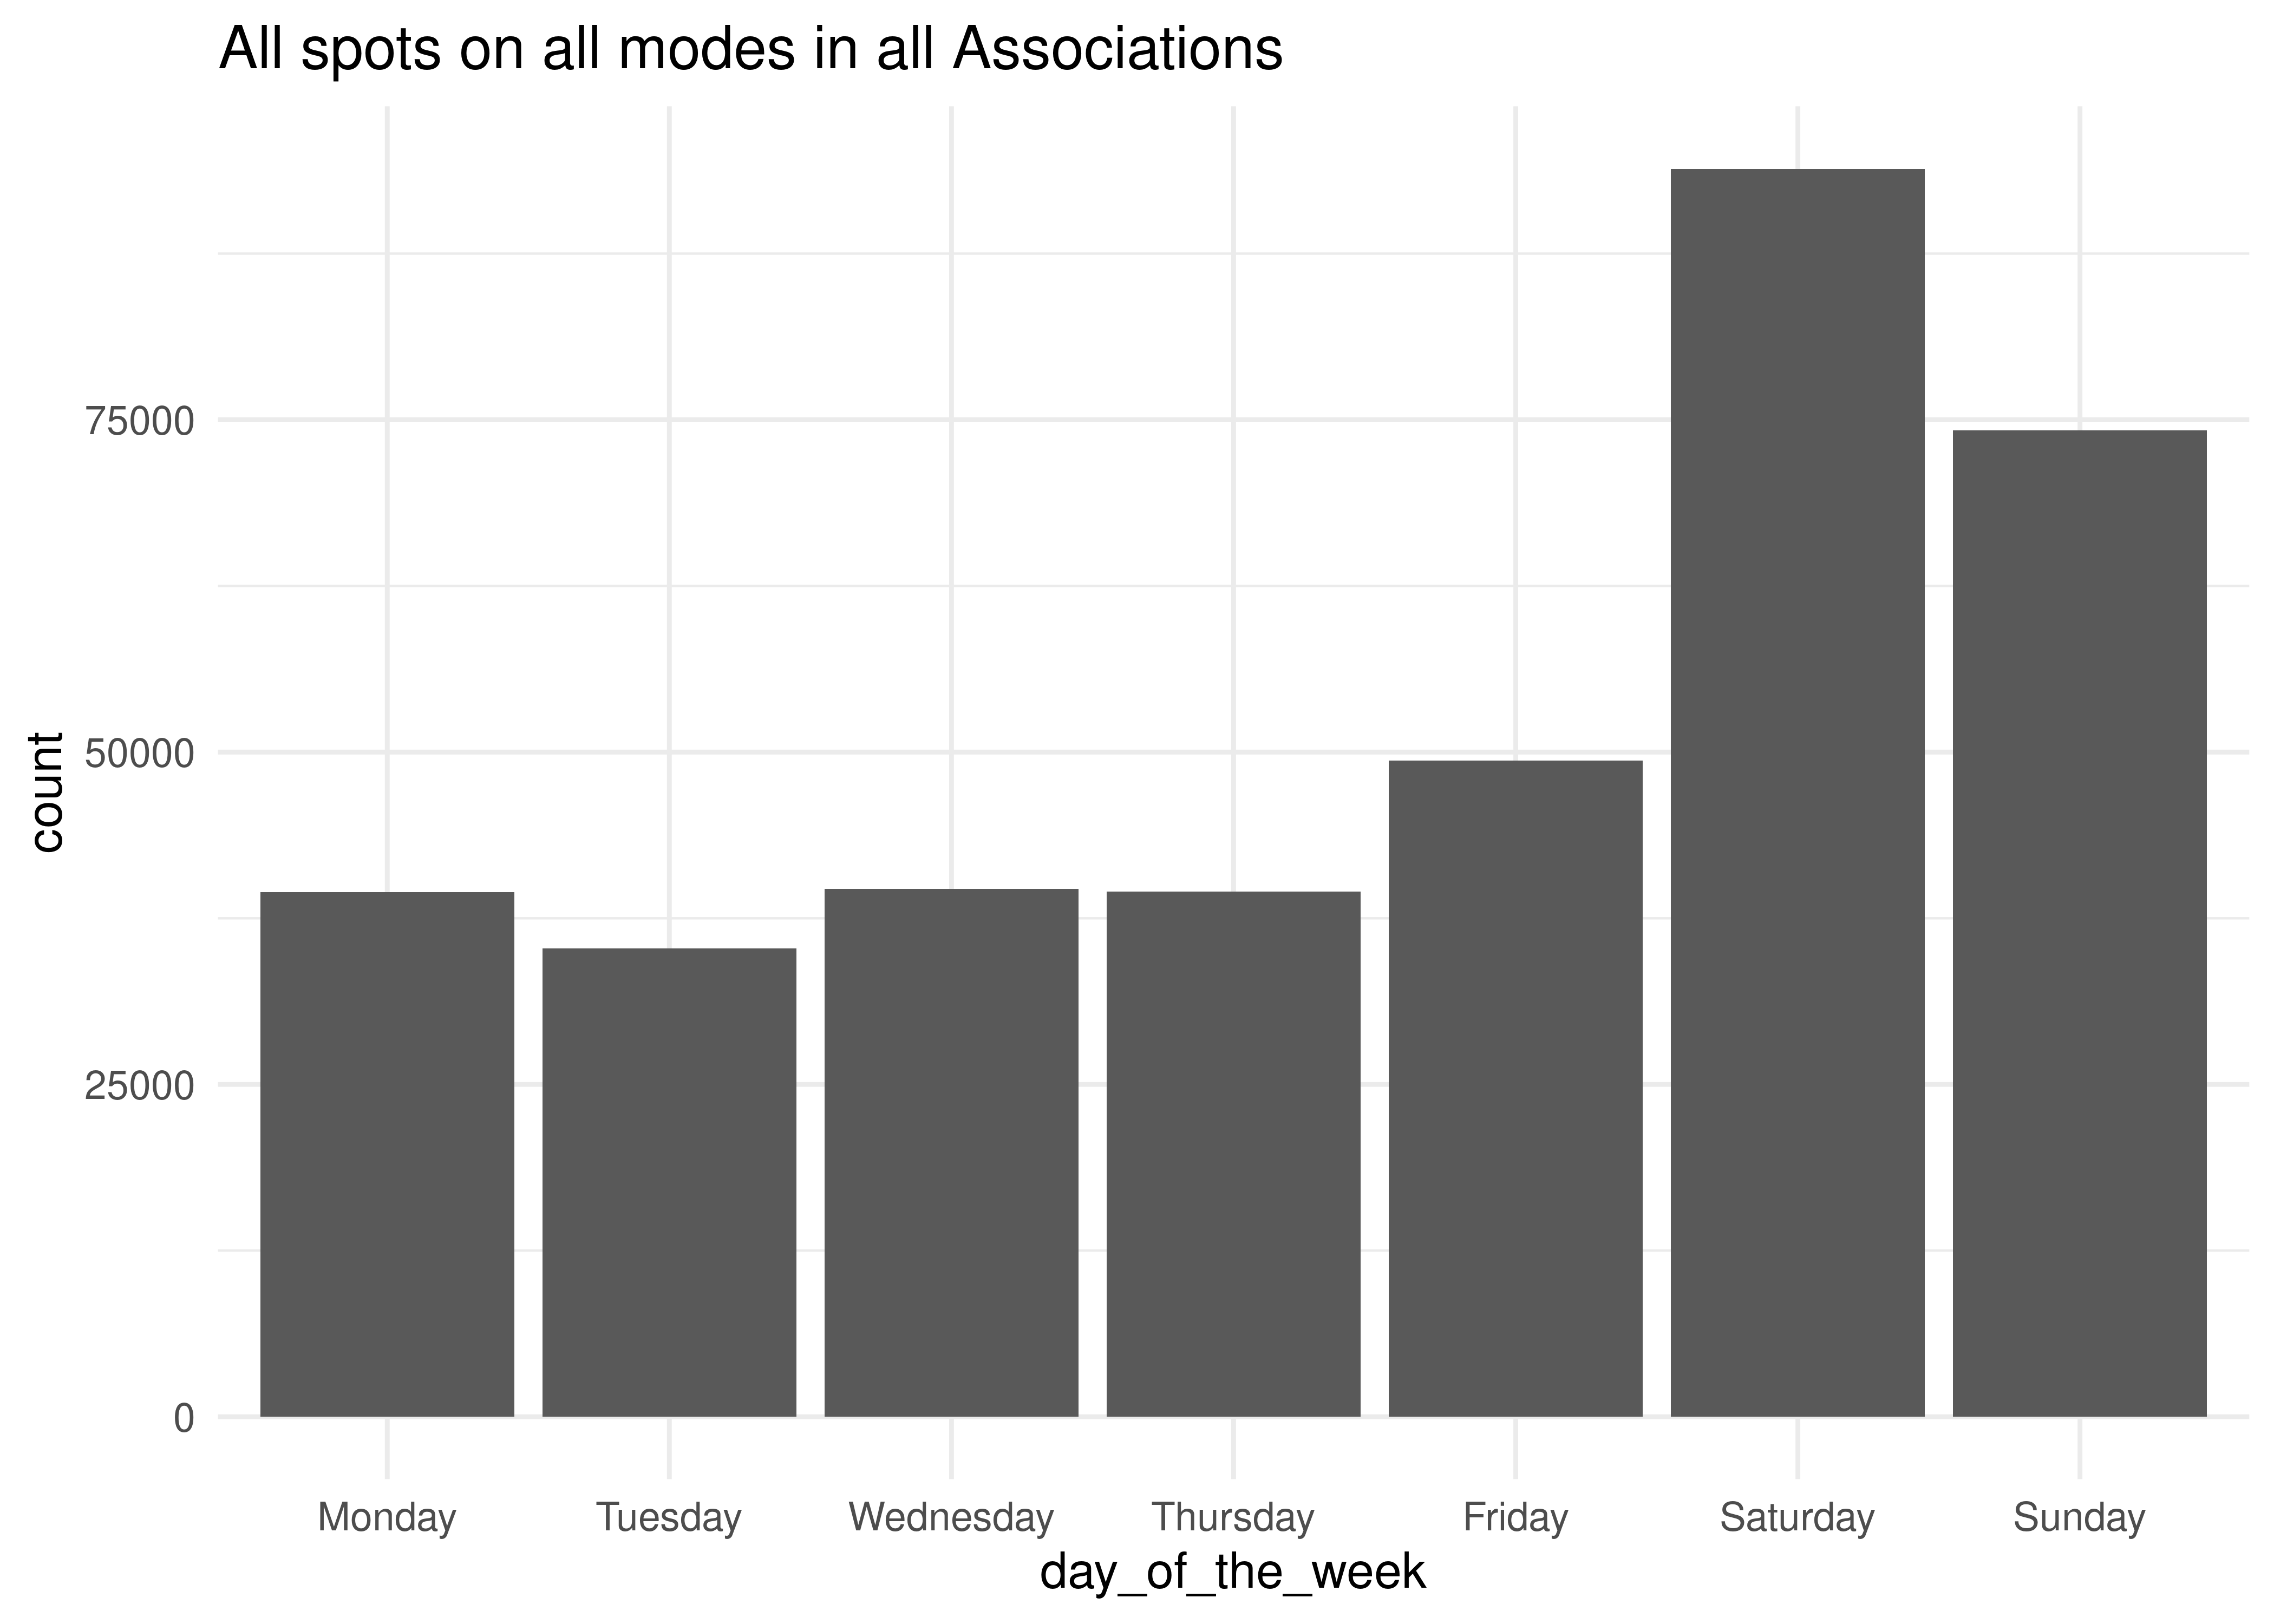 All spots on all modes in all Associations
count
75000
50000
25000
0
Monday Tuesday Wednesday Thursday Friday Saturday Sunday
day_of_the_week